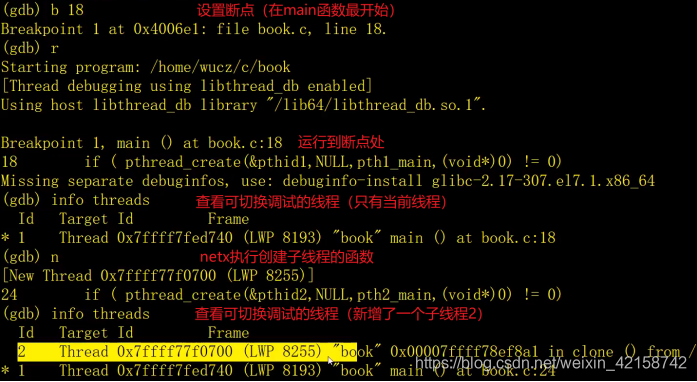 (gdb) b 18 设置断点（在main函数最开始）
Breakpoint 1 at 0x4006e1: file book.c, line 18.
(gdb) r
Starting program: /home/wucz/c/book
[Thread debugging using libthread_db enabled]
Using host libthread_db library "/lib64/libthread_db.so.1".
Breakpoint 1, main () at book.c:18 运行到断点处
18 if ( pthread_create(&pthid1,NULL,pth1_main,(void*)0) != 0)
Missing separate debuginfos, use: debuginfo-install glibc-2.17-307.el7.1.x86_64
(gdb) info threads 查看可切换调试的线程（只有当前线程）
Id Target Id Frame
* 1 Thread 0x7ffff7fed740 (LWP 8193) "book" main () at book.c:18
(gdb) n netx执行创建子线程的函数
[New Thread 0x7ffff77f0700 (LWP 8255)]
24 if ( pthread_create(&pthid2,NULL,pth2_main,(void*)0) != 0)
(gdb) info threads 查看可切换调试的线程（新增了一个子线程2）
Id Target Id Frame
2 Thread 0x7ffff77f0700 (LWP 8255) "book" 0x00007ffff78ef8a1 in clone () from /
* 1 Thread 0x7ffff7fed740 (LWP 8193) "book" main () at book.c:24
https://blog.csdn.net/weixin_42158742